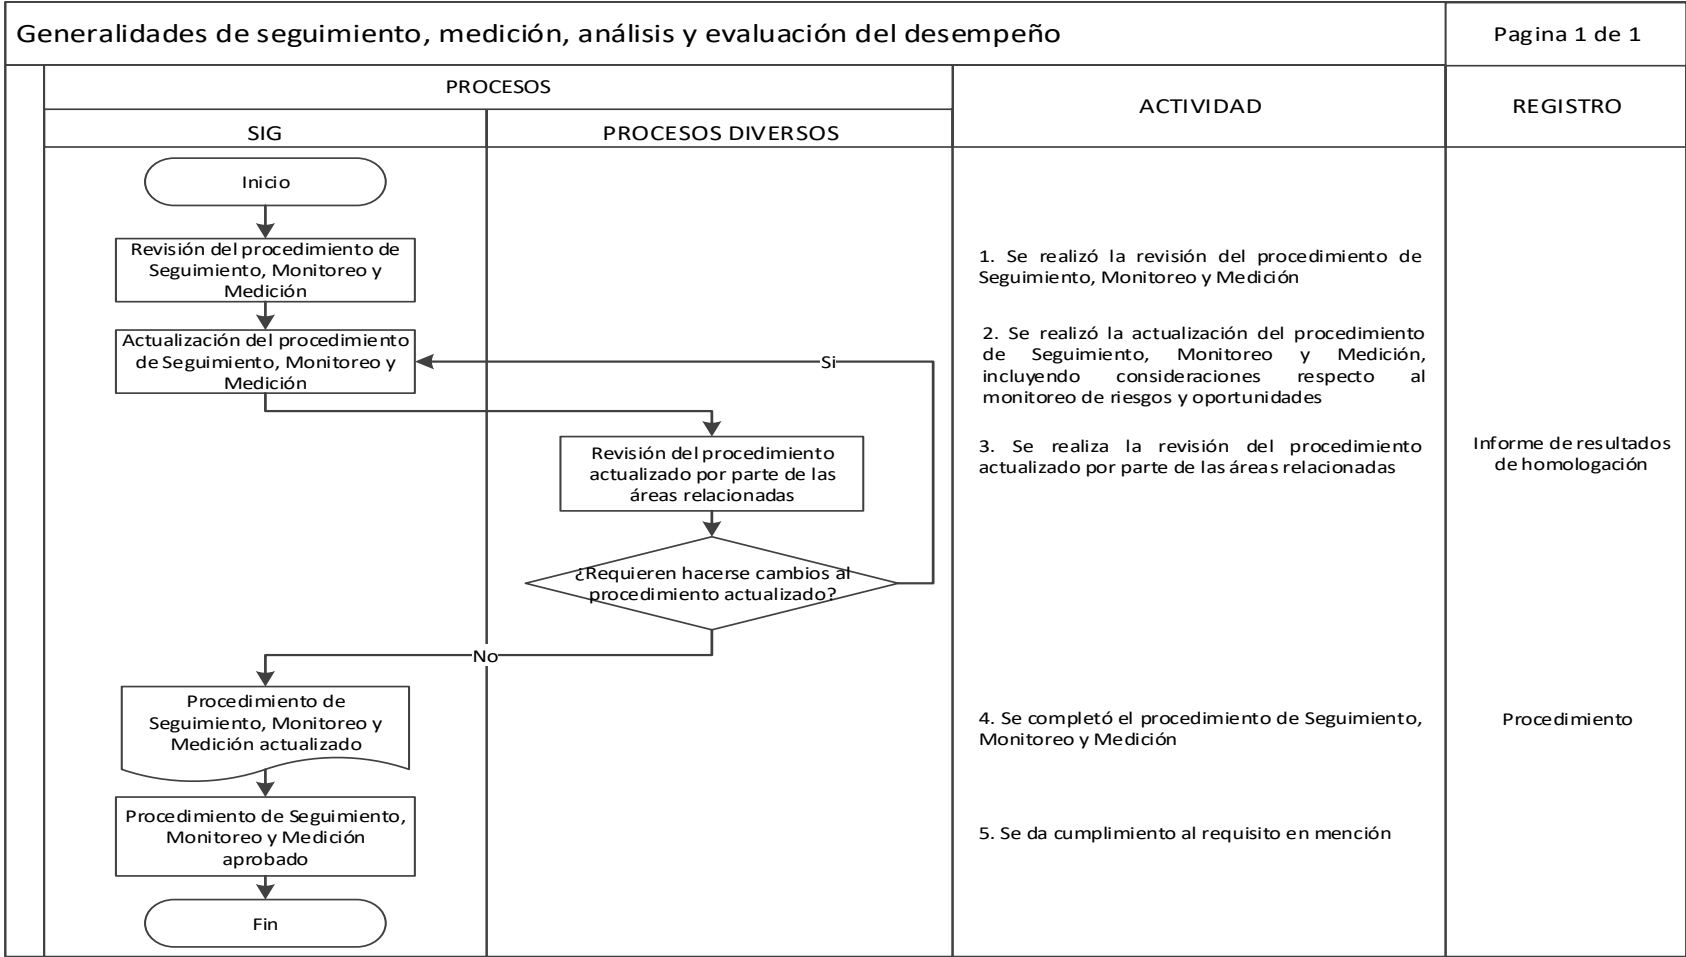 Generalidades de seguimiento, medición, análisis y evaluación del desempeño
Pagina 1 de 1
PROCESOS
ACTIVIDAD
REGISTRO
SIG
PROCESOS DIVERSOS
Inicio
Revisión del procedimiento de
Seguimiento, Monitoreo y
Medición
1. Se realizó la revisión del procedimiento de
Seguimiento, Monitoreo y Medición
Actualización del procedimiento
de Seguimiento, Monitoreo y
Medición
Si
2. Se realizó la actualización del procedimiento
de Seguimiento, Monitoreo y Medición,
incluyendo consideraciones respecto al
monitoreo de riesgos y oportunidades
Revisión del procedimiento
actualizado por parte de las
áreas relacionadas
3. Se realiza la revisión del procedimiento
actualizado por parte de las áreas relacionadas
Informe de resultados
de homologación
¿Requieren hacerse cambios al
procedimiento actualizado?
No
Procedimiento de
Seguimiento, Monitoreo y
Medición actualizado
4. Se completó el procedimiento de Seguimiento,
Monitoreo y Medición
Procedimiento
Procedimiento de Seguimiento,
Monitoreo y Medición
aprobado
5. Se da cumplimiento al requisito en mención
Fin